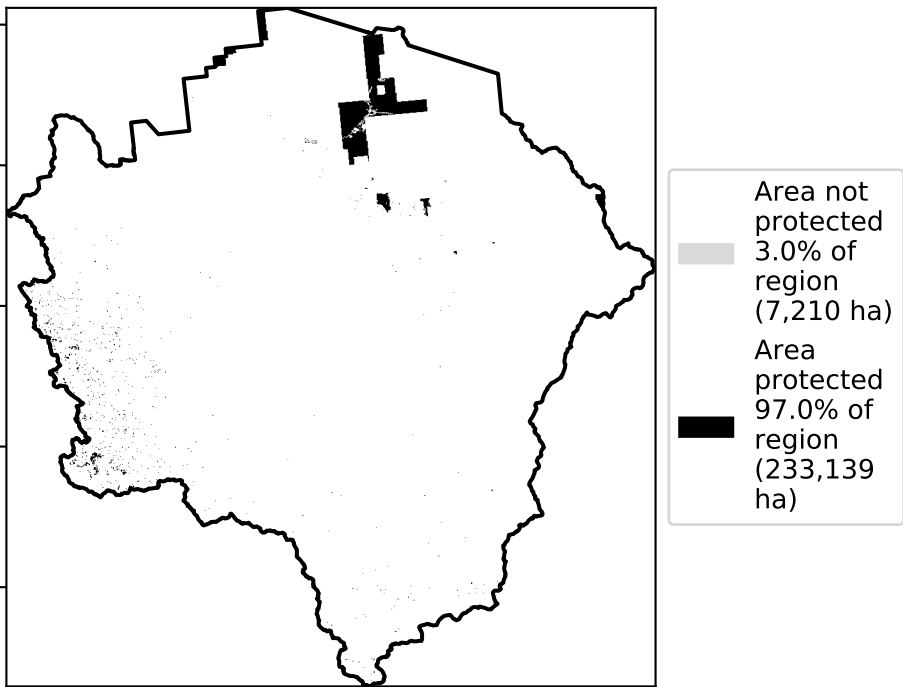 Area not
protected
3.0% of
region
(7,210 ha)
Area
protected
97.0% of
region
(233,139
ha)